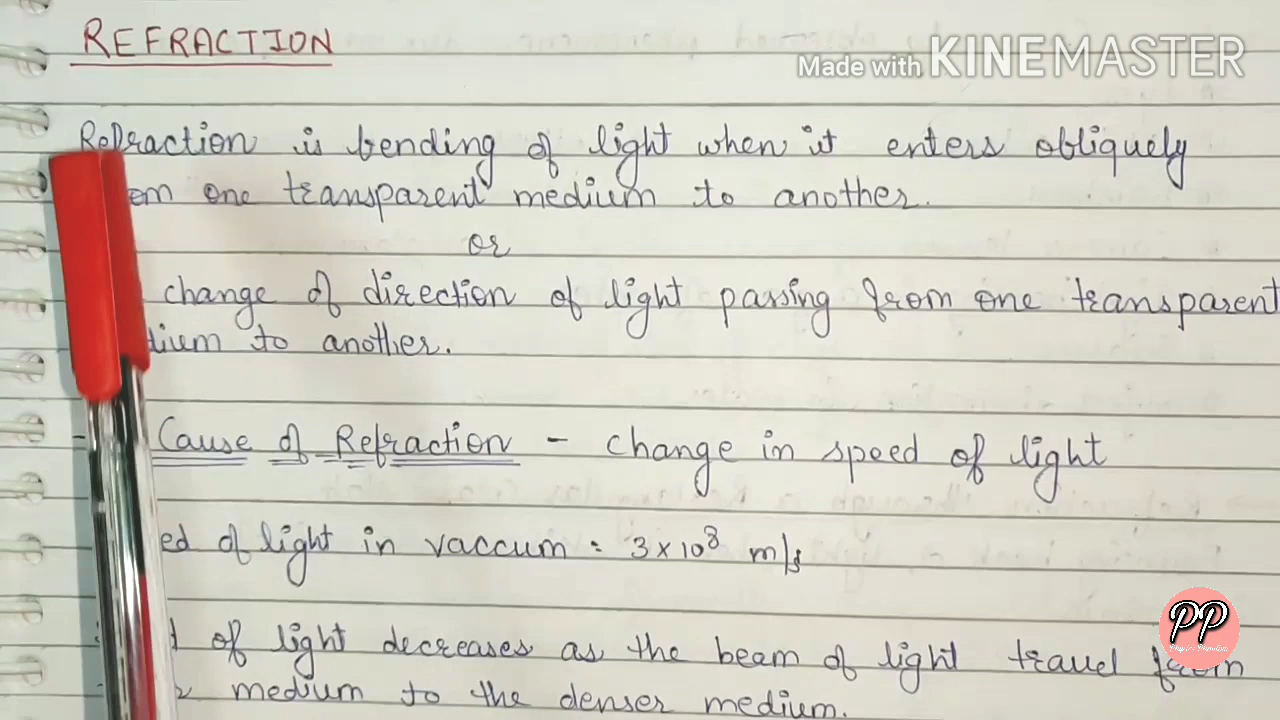 REFRACTION
Made with KINEMASTER
Refraction is bending of light when it enters obliquely
one transparent medium to another.
or
change of direction of light passing from one transparent
to another.
Cause of Refraction - change in speed of light
of light in vaccum = 3 x 10⁸ m/s
PP
of light decreases as the beam of light travel from
medium to the denser medium.